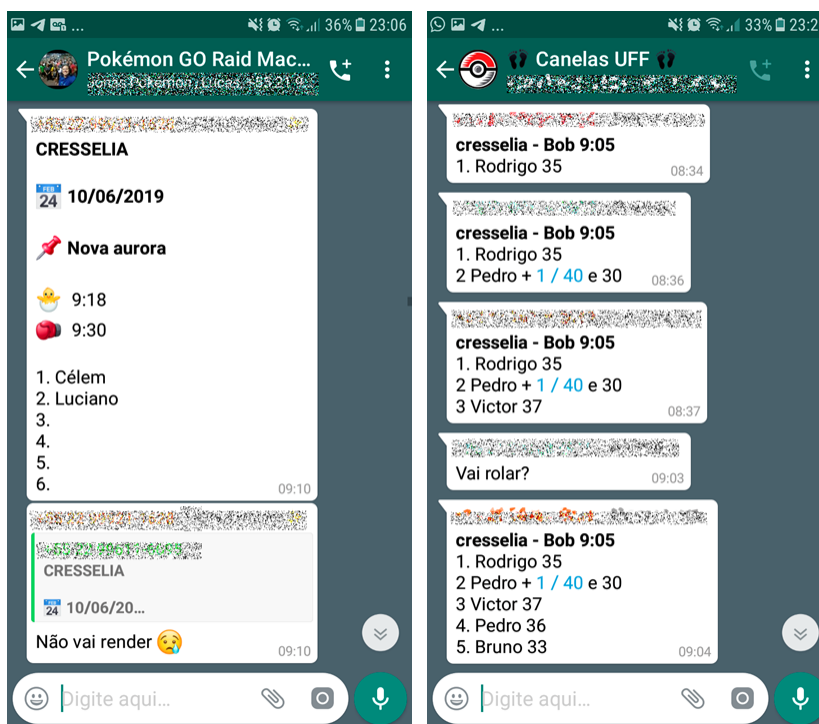 36% 23:06
Pokémon GO Raid Mac...
CRESSELIA
FEB
24 10/06/2019
Nova aurora
9:18
9:30
1. Célem
2. Luciano
3.
4.
5.
6.
09:10
CRESSELIA
24 10/06/20...
Não vai render
09:10
Digite aqui...
33% 23:2
Canelas UFF
cresselia - Bob 9:05
1. Rodrigo 35
08:34
cresselia - Bob 9:05
1. Rodrigo 35
2 Pedro + 1 / 40 e 30
08:36
cresselia - Bob 9:05
1. Rodrigo 35
2 Pedro + 1 / 40 e 30
3 Victor 37
08:37
Vai rolar?
09:03
cresselia - Bob 9:05
1. Rodrigo 35
2 Pedro + 1 / 40 e 30
3 Victor 37
4. Pedro 36
5. Bruno 33
09:04
Digite aqui...